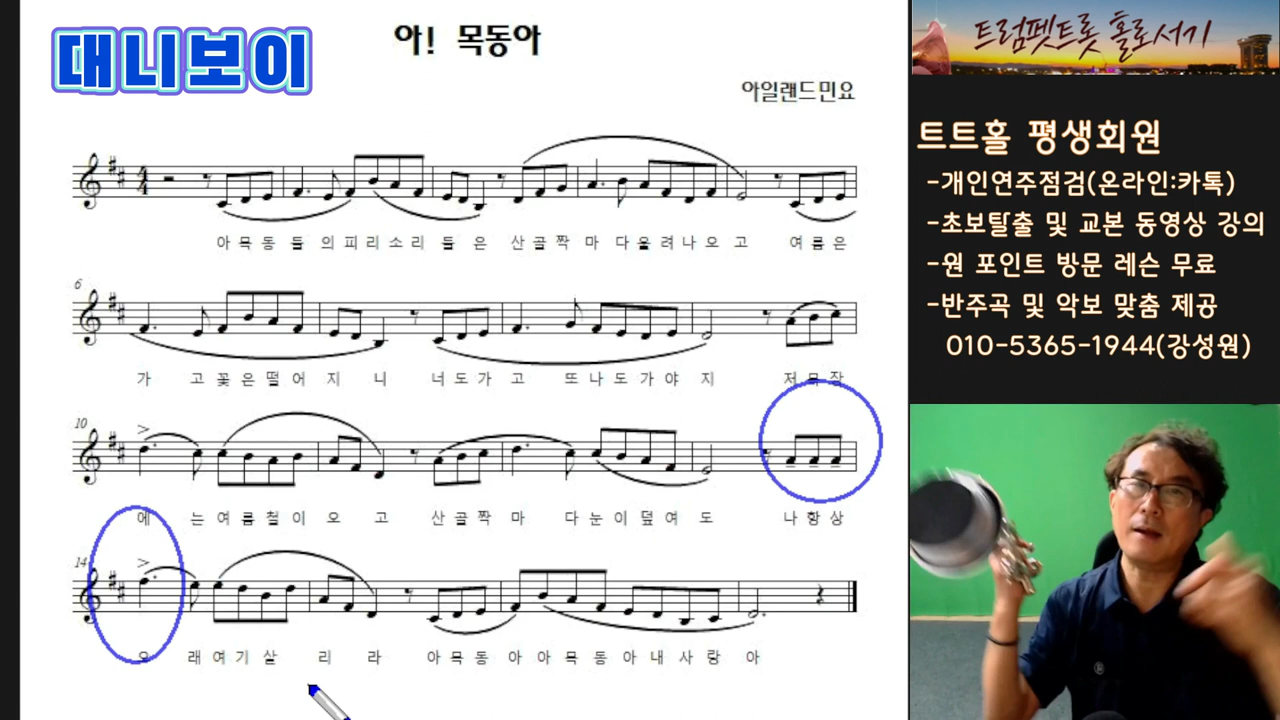 대니보이
아! 목동아
아일랜드민요
아 목 동 들 의 피 리 소 리 들 은 산 골 짝 마 다 울 려 나 오 고 여 름 은
6
가 고 꽃 은 떨 어 지 니 너 도 가 고 또 나 도 가 야 지 저 목 장
10
에 는 여 름 철 이 오 고 산 골 짝 마 다 눈 이 덮 여 도 나 항 상
14
오 래 여 기 살 리 라 아 목 동 아 아 목 동 아 내 사 랑 아
트럼펫트롯 홀로서기
트트홀 평생회원
-개인연주점검(온라인:카톡)
-초보탈출 및 교본 동영상 강의
-원 포인트 방문 레슨 무료
-반주곡 및 악보 맞춤 제공
010-5365-1944(강성원)